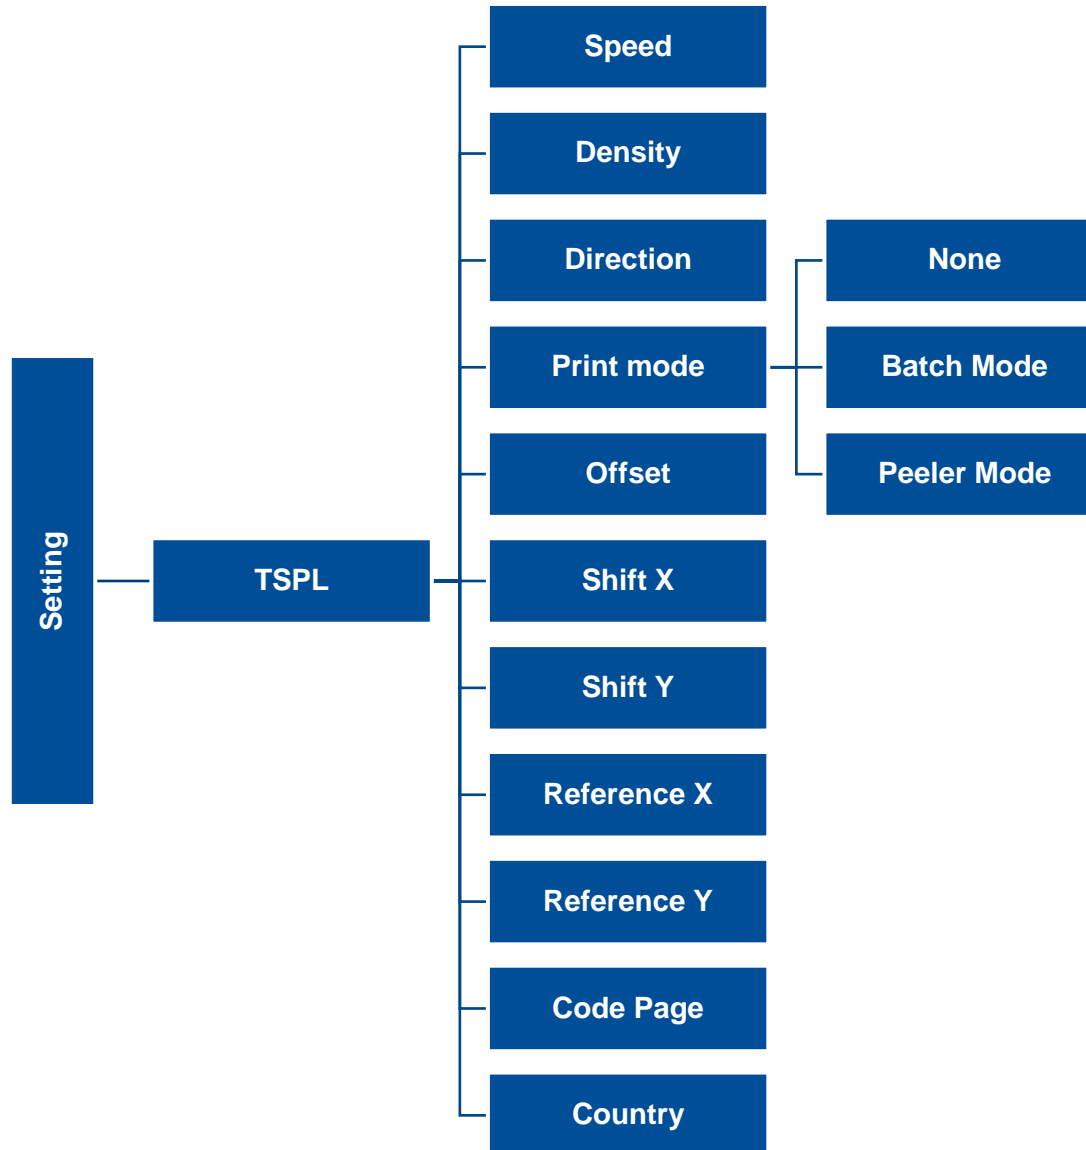 Setting
TSPL
Speed
Density
Direction
Print mode
None
Batch Mode
Peeler Mode
Offset
Shift X
Shift Y
Reference X
Reference Y
Code Page
Country